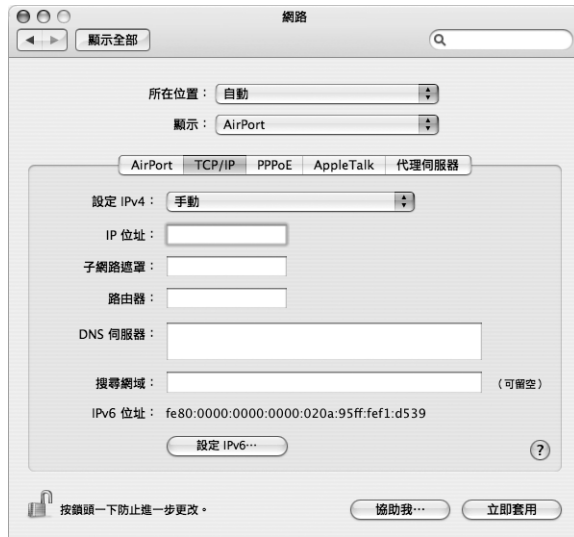 網路
顯示全部
所在位置： 自動
顯示： AirPort
AirPort TCP/IP PPPoE AppleTalk 代理伺服器
設定 IPv4： 手動
IP 位址：
子網路遮罩：
路由器：
DNS 伺服器：
搜尋網域： （可留空）
IPv6 位址： fe80:0000:0000:0000:020a:95ff:fef1:d539
設定 IPv6… ?
按鎖頭一下防止進一步更改。 協助我… 立即套用